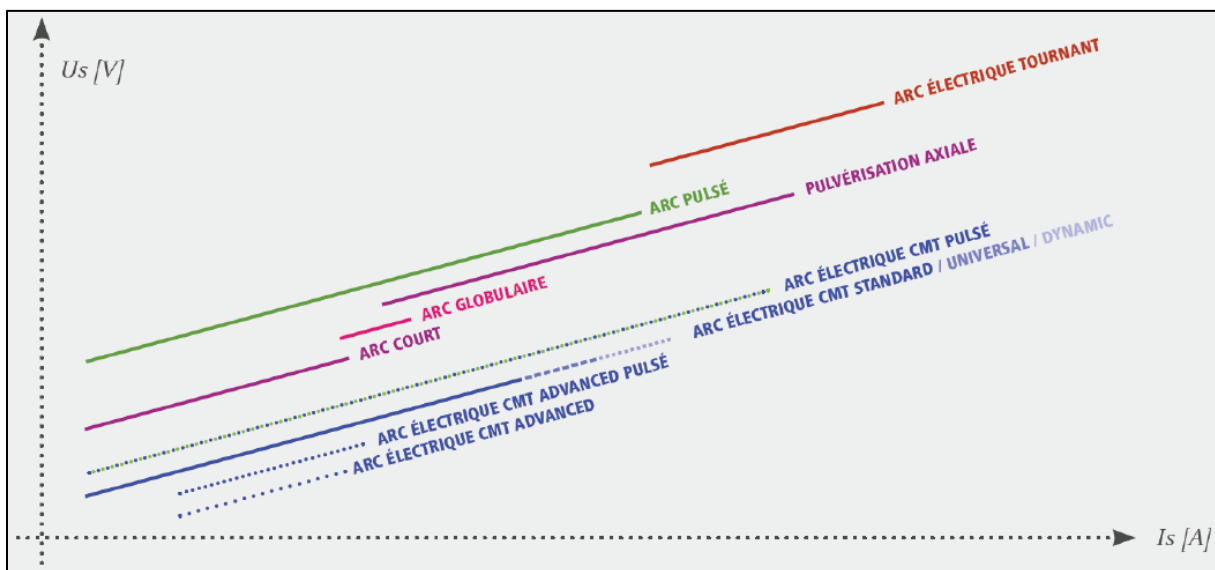 Us [V]
ARC ÉLECTRIQUE TOURNANT
PULVÉRISATION AXIALE
ARC PULSÉ
ARC ÉLECTRIQUE CMT PULSÉ
ARC ÉLECTRIQUE CMT STANDARD / UNIVERSAL / DYNAMIC
ARC GLOBULAIRE
ARC COURT
ARC ÉLECTRIQUE CMT ADVANCED PULSÉ
ARC ÉLECTRIQUE CMT ADVANCED
Is [A]